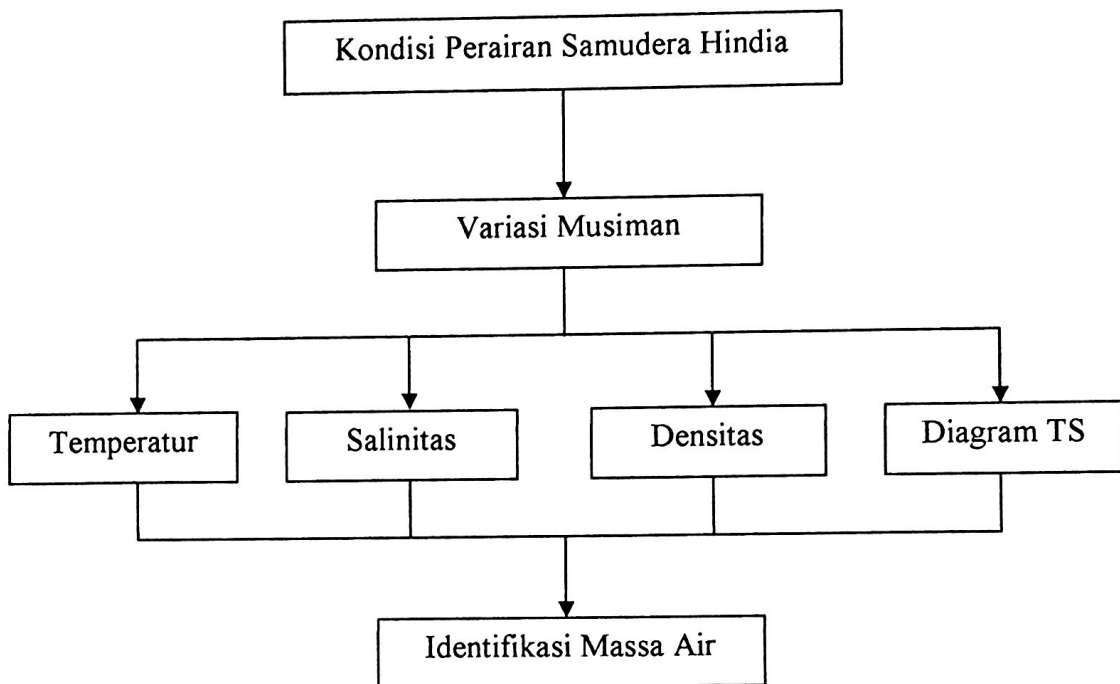 Kondisi Perairan Samudera Hindia
Variasi Musiman
Temperatur
Salinitas
Densitas
Diagram TS
Identifikasi Massa Air